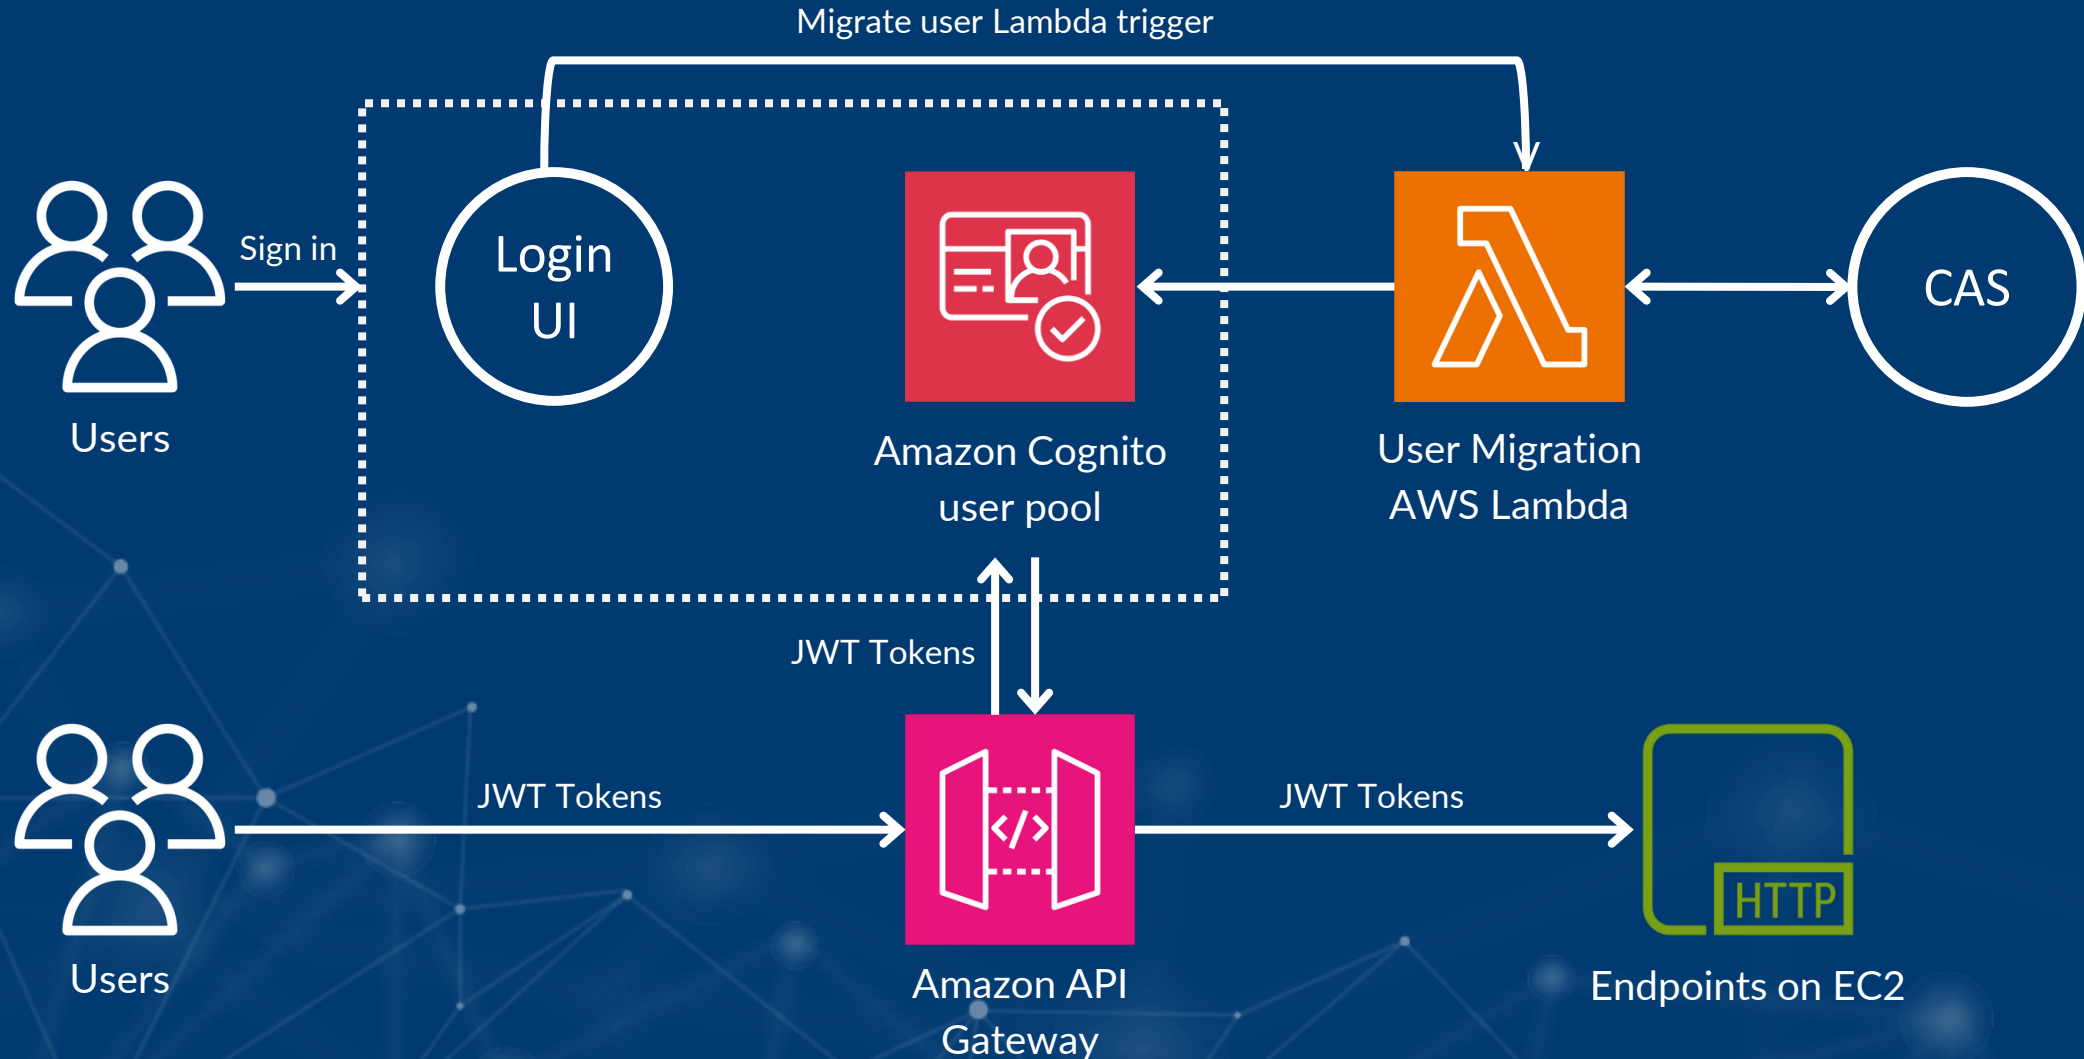 Migrate user Lambda trigger
Sign in
Login
UI
CAS
Users
Amazon Cognito
user pool
User Migration
AWS Lambda
JWT Tokens
JWT Tokens
JWT Tokens
HTTP
Users
Amazon API
Gateway
Endpoints on EC2